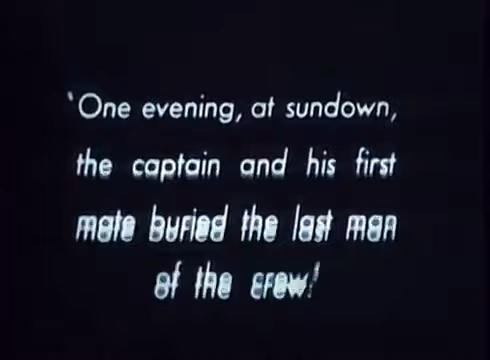 'One evening, at sundown,
the captain and his first
mate buried the last man
of the crew!